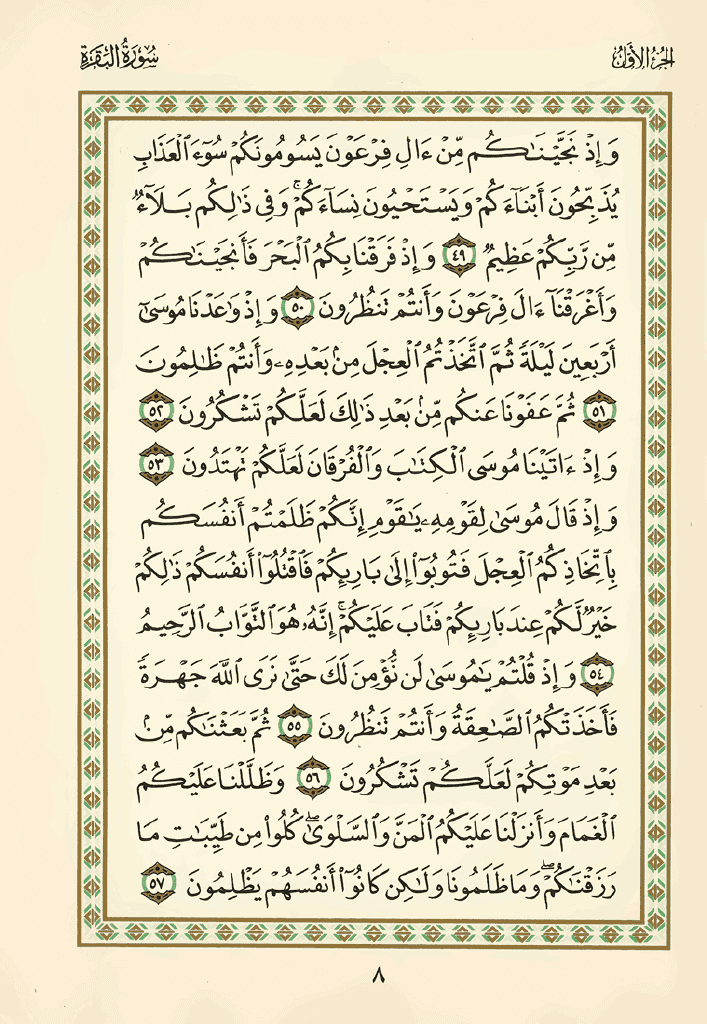 الجزء الأول
سورة البقرة
وَإِذْ نَجَّيْنَـٰكُم مِّنْ ءَالِ فِرْعَوْنَ يَسُومُونَكُمْ سُوٓءَ ٱلْعَذَابِ
يُذَبِّحُونَ أَبْنَآءَكُمْ وَيَسْتَحْيُونَ نِسَآءَكُمْ ۚ وَفِى ذَٰلِكُم بَلَآءٌ
مِّن رَّبِّكُمْ عَظِيمٌ ٤٩ وَإِذْ فَرَقْنَا بِكُمُ ٱلْبَحْرَ فَأَنجَيْنَـٰكُمْ
وَأَغْرَقْنَآ ءَالَ فِرْعَوْنَ وَأَنتُمْ تَنظُرُونَ ٥٠ وَإِذْ وَٰعَدْنَا مُوسَىٰٓ
أَرْبَعِينَ لَيْلَةً ثُمَّ ٱتَّخَذْتُمُ ٱلْعِجْلَ مِنۢ بَعْدِهِۦ وَأَنتُمْ ظَـٰلِمُونَ
٥١ ثُمَّ عَفَوْنَا عَنكُم مِّنۢ بَعْدِ ذَٰلِكَ لَعَلَّكُمْ تَشْكُرُونَ ٥٢
وَإِذْ ءَاتَيْنَا مُوسَى ٱلْكِتَـٰبَ وَٱلْفُرْقَانَ لَعَلَّكُمْ تَهْتَدُونَ ٥٣
وَإِذْ قَالَ مُوسَىٰ لِقَوْمِهِۦ يَـٰقَوْمِ إِنَّكُمْ ظَلَمْتُمْ أَنفُسَكُم
بِٱتِّخَاذِكُمُ ٱلْعِجْلَ فَتُوبُوٓا۟ إِلَىٰ بَارِئِكُمْ فَٱقْتُلُوٓا۟ أَنفُسَكُمْ ذَٰلِكُمْ
خَيْرٌ لَّكُمْ عِندَ بَارِئِكُمْ فَتَابَ عَلَيْكُمْ ۚ إِنَّهُۥ هُوَ ٱلتَّوَّابُ ٱلرَّحِيمُ
٥٤ وَإِذْ قُلْتُمْ يَـٰمُوسَىٰ لَن نُّؤْمِنَ لَكَ حَتَّىٰ نَرَى ٱللَّهَ جَهْرَةً
فَأَخَذَتْكُمُ ٱلصَّـٰعِقَةُ وَأَنتُمْ تَنظُرُونَ ٥٥ ثُمَّ بَعَثْنَـٰكُم مِّنۢ
بَعْدِ مَوْتِكُمْ لَعَلَّكُمْ تَشْكُرُونَ ٥٦ وَظَلَّلْنَا عَلَيْكُمُ
ٱلْغَمَامَ وَأَنزَلْنَا عَلَيْكُمُ ٱلْمَنَّ وَٱلسَّلْوَىٰ ۖ كُلُوا۟ مِن طَيِّبَـٰتِ مَا
رَزَقْنَـٰكُمْ ۖ وَمَا ظَلَمُونَا وَلَـٰكِن كَانُوٓا۟ أَنفُسَهُمْ يَظْلِمُونَ ٥٧
٨